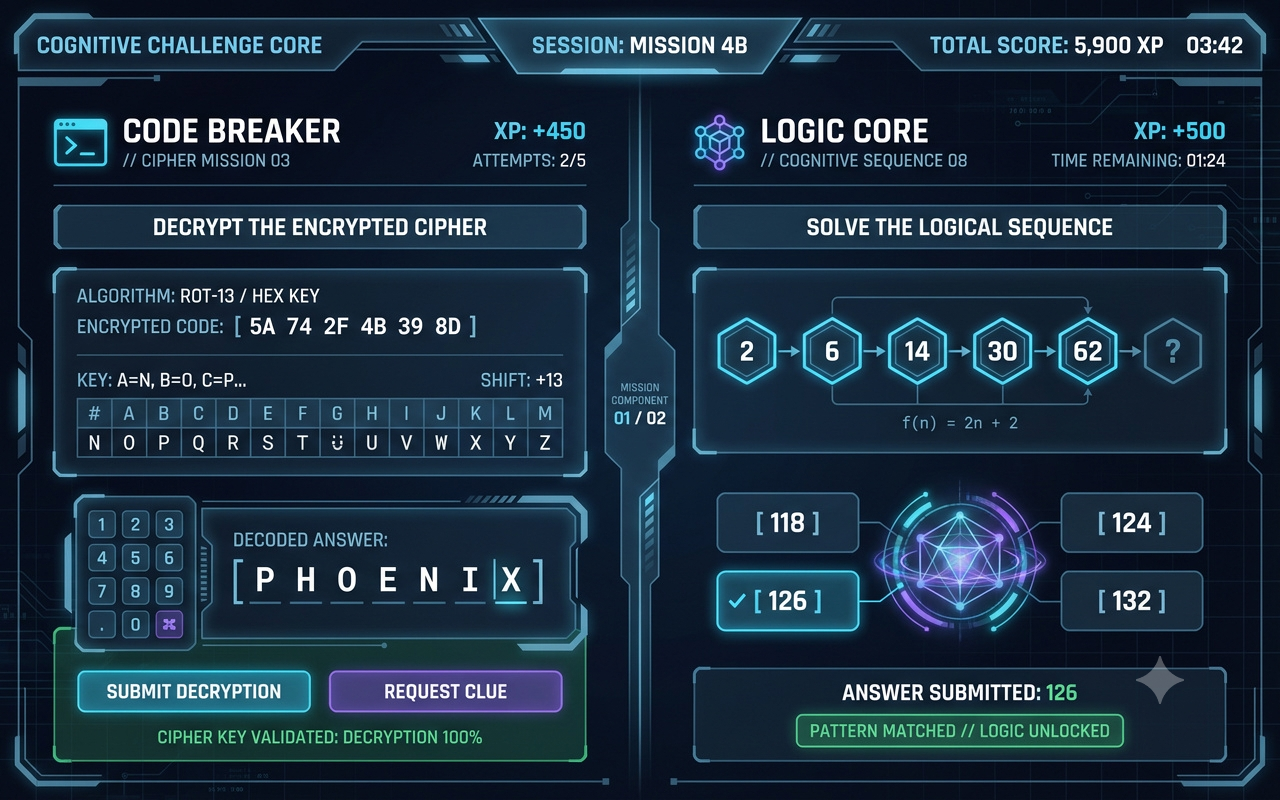 COGNITIVE CHALLENGE CORE
SESSION: MISSION 4B
TOTAL SCORE: 5,900 XP 03:42
CODE BREAKER
// CIPHER MISSION 03
XP: +450
ATTEMPTS: 2/5
DECRYPT THE ENCRYPTED CIPHER
ALGORITHM: ROT-13 / HEX KEY
ENCRYPTED CODE: [ 5A 74 2F 4B 39 8D ]
KEY: A=N, B=O, C=P... SHIFT: +13
# A B C D E F G H I J K L M
N O P Q R S T U V W X Y Z
1 2 3
4 5 6
7 8 9
. 0 ⌘
DECODED ANSWER:
[ P H O E N I X ]
SUBMIT DECRYPTION
REQUEST CLUE
CIPHER KEY VALIDATED: DECRYPTION 100%
MISSION
COMPONENT
01 / 02
LOGIC CORE
// COGNITIVE SEQUENCE 08
XP: +500
TIME REMAINING: 01:24
SOLVE THE LOGICAL SEQUENCE
2 6 14 30 62 ?
f(n) = 2n + 2
[ 118 ]
[ 124 ]
✓ [ 126 ]
[ 132 ]
ANSWER SUBMITTED: 126
PATTERN MATCHED // LOGIC UNLOCKED